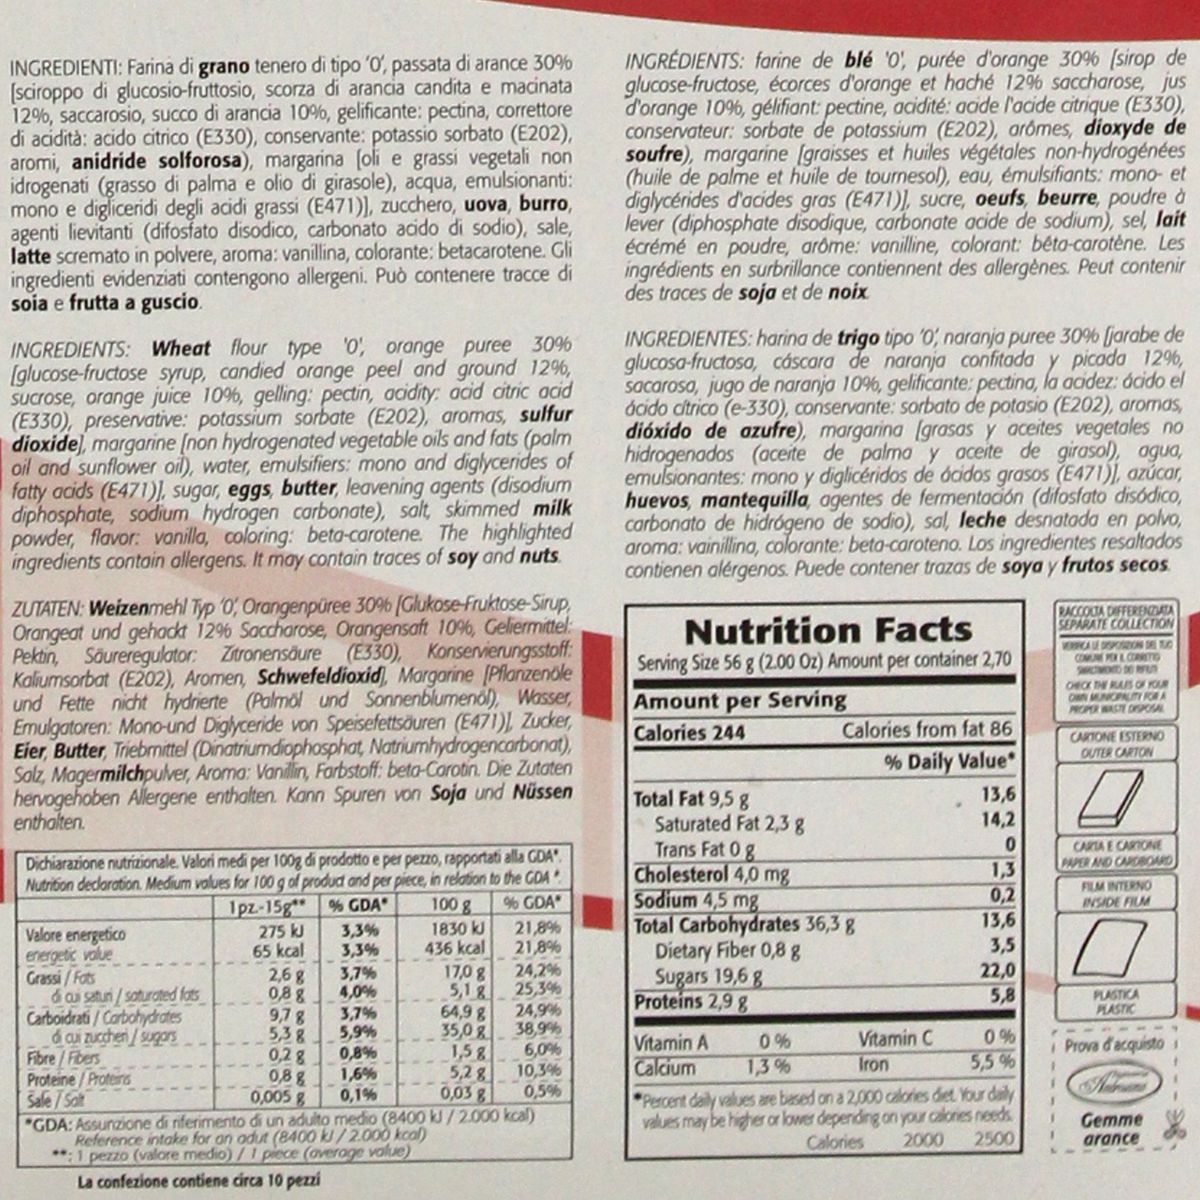 INGREDIENTI: Farina di grano tenero di tipo '0', passata di arance 30%
[sciroppo di glucosio-fruttosio, scorza di arancia candita e macinata
12%, saccarosio, succo di arancia 10%, gelificante: pectina, correttore
di acidità: acido citrico (E330), conservante: potassio sorbato (E202),
aromi, anidride solforosa), margarina [oli e grassi vegetali non
idrogenati (grasso di palma e olio di girasole), acqua, emulsionanti:
mono e digliceridi degli acidi grassi (E471)], zucchero, uova, burro,
agenti lievitanti (difosfato disodico, carbonato acido di sodio), sale,
latte scremato in polvere, aroma: vanillina, colorante: betacarotene. Gli
ingredienti evidenziati contengono allergeni. Può contenere tracce di
soia e frutta a guscio.
INGREDIENTS: Wheat flour type '0', orange puree 30%
[glucose-fructose syrup, candied orange peel and ground 12%,
sucrose, orange juice 10%, gelling: pectin, acidity: acid citric acid
(E330), preservative: potassium sorbate (E202), aromas, sulfur
dioxide], margarine [non hydrogenated vegetable oils and fats (palm
oil and sunflower oil), water, emulsifiers: mono and diglycerides of
fatty acids (E471)], sugar, eggs, butter, leavening agents (disodium
diphosphate, sodium hydrogen carbonate), salt, skimmed milk
powder, flavor: vanilla, coloring: beta-carotene. The highlighted
ingredients contain allergens. It may contain traces of soy and nuts.
ZUTATEN: Weizenmehl Typ '0', Orangenpüree 30% [Glukose-Fruktose-Sirup,
Orangeat und gehackt 12% Saccharose, Orangensaft 10%, Geliermittel:
Pektin, Säureregulator: Zitronensäure (E330), Konservierungsstoff:
Kaliumsorbat (E202), Aromen, Schwefeldioxid], Margarine [Pflanzenöle
und Fette nicht hydrierte (Palmöl und Sonnenblumenöl), Wasser,
Emulgatoren: Mono-und Diglyceride von Speisefettsäuren (E471)], Zucker,
Eier, Butter, Triebmittel (Dinatriumdiophosphat, Natriumhydrogencarbonat),
Salz, Magermilchpulver, Aroma: Vanillin, Farbstoff: beta-Carotin. Die Zutaten
hervogehoben Allergene enthalten. Kann Spuren von Soja und Nüssen
enthalten.
Dichiarazione nutrizionale. Valori medi per 100g di prodotto e per pezzo, rapportati alla GDA*.
Nutrition declaration. Medium values for 100 g of product and per piece, in relation to the GDA *.
1pz.-15g** % GDA* 100 g % GDA*
Valore energetico 275 kJ 3,3% 1830 kJ 21,8%
energetic value 65 kcal 3,3% 436 kcal 21,8%
Grassi / Fats 2,6 g 3,7% 17,0 g 24,2%
di cui saturi / saturated fats 0,8 g 4,0% 5,1 g 25,3%
Carboidrati / Carbohydrates 9,7 g 3,7% 64,9 g 24,9%
di cui zuccheri / sugars 5,3 g 5,9% 35,0 g 38,9%
Fibre / Fibers 0,2 g 0,8% 1,5 g 6,0%
Proteine / Proteins 0,8 g 1,6% 5,2 g 10,3%
Sale / Salt 0,005 g 0,1% 0,03 g 0,5%
*GDA: Assunzione di riferimento di un adulto medio (8400 kJ / 2.000 kcal)
Reference intake for an adut (8400 kJ / 2.000 kcal)
**: 1 pezzo (valore medio) / 1 piece (average value)
La confezione contiene circa 10 pezzi
INGRÉDIENTS: farine de blé '0', purée d'orange 30% [sirop de
glucose-fructose, écorces d'orange et haché 12% saccharose, jus
d'orange 10%, gélifiant: pectine, acidité: acide l'acide citrique (E330),
conservateur: sorbate de potassium (E202), arômes, dioxyde de
soufre), margarine [graisses et huiles végétales non-hydrogénées
(huile de palme et huile de tournesol), eau, émulsifiants: mono- et
diglycérides d'acides gras (E471)], sucre, oeufs, beurre, poudre à
lever (diphosphate disodique, carbonate acide de sodium), sel, lait
écrémé en poudre, arôme: vanilline, colorant: bêta-carotène. Les
ingrédients en surbrillance contiennent des allergènes. Peut contenir
des traces de soja et de noix.
INGREDIENTES: harina de trigo tipo '0', naranja puree 30% [jarabe de
glucosa-fructosa, cáscara de naranja confitada y picada 12%,
sacarosa, jugo de naranja 10%, gelificante: pectina, la acidez: ácido el
ácido cítrico (e-330), conservante: sorbato de potasio (E202), aromas,
dióxido de azufre), margarina [grasas y aceites vegetales no
hidrogenados (aceite de palma y aceite de girasol), agua,
emulsionantes: mono y diglicéridos de ácidos grasos (E471)], azúcar,
huevos, mantequilla, agentes de fermentación (difosfato disódico,
carbonato de hidrógeno de sodio), sal, leche desnatada en polvo,
aroma: vainillina, colorante: beta-caroteno. Los ingredientes resaltados
contienen alérgenos. Puede contener trazas de soya y frutos secos.
Nutrition Facts
Serving Size 56 g (2.00 Oz) Amount per container 2,70
Amount per Serving
Calories 244 Calories from fat 86
% Daily Value*
Total Fat 9,5 g 13,6
Saturated Fat 2,3 g 14,2
Trans Fat 0 g 0
Cholesterol 4,0 mg 1,3
Sodium 4,5 mg 0,2
Total Carbohydrates 36,3 g 13,6
Dietary Fiber 0,8 g 3,5
Sugars 19,6 g 22,0
Proteins 2,9 g 5,8
Vitamin A 0 % Vitamin C 0 %
Calcium 1,3 % Iron 5,5 %
*Percent daily values are based on a 2,000 calories diet. Your daily
values may be higher or lower depending on your calories needs.
Calories 2000 2500
RACCOLTA DIFFERENZIATA
SEPARATE COLLECTION
VERIFICA LE DISPOSIZIONI DEL TUO
COMUNE PER IL CORRETTO
SMALTIMENTO DEI RIFIUTI
CHECK THE RULES OF YOUR
OWN MUNICIPALITY FOR A
PROPER WASTE DISPOSAL
CARTONE ESTERNO
OUTER CARTON
CARTA E CARTONE
PAPER AND CARDBOARD
FILM INTERNO
INSIDE FILM
PLASTICA
PLASTIC
Prova d'acquisto
Gemme
arance